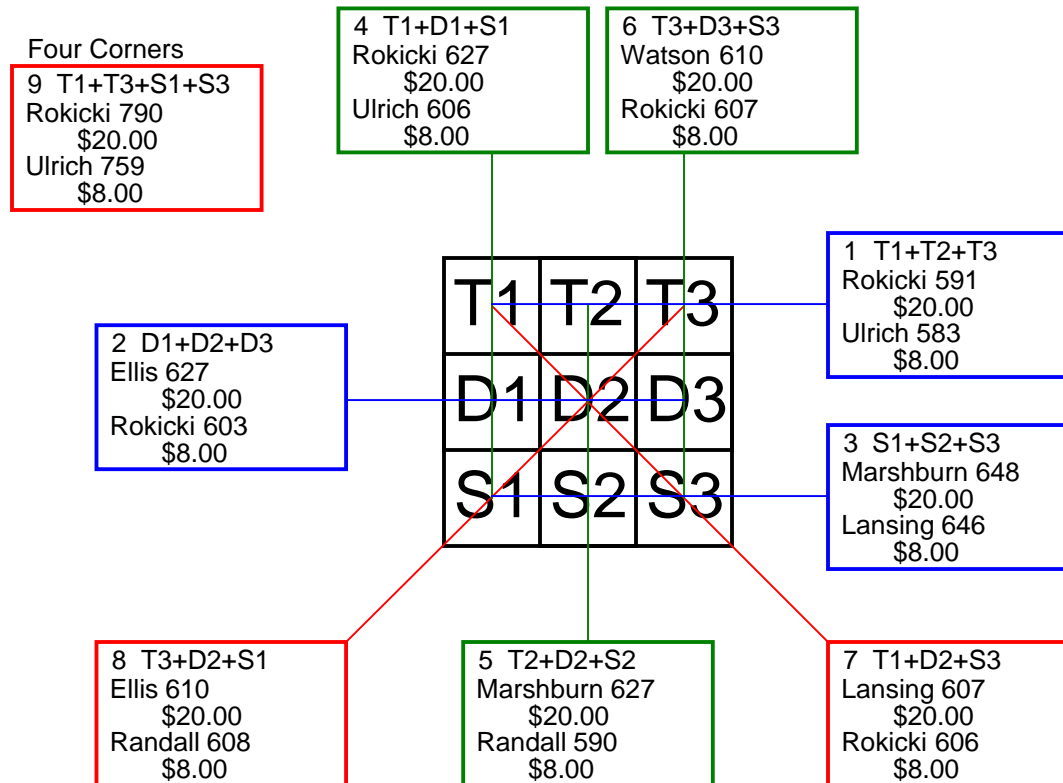 4 T1+D1+S1
Rokicki 627
$20.00
Ulrich 606
$8.00
6 T3+D3+S3
Watson 610
$20.00
Rokicki 607
$8.00
Four Corners
9 T1+T3+S1+S3
Rokicki 790
$20.00
Ulrich 759
$8.00
1 T1+T2+T3
Rokicki 591
$20.00
Ulrich 583
$8.00
T1 T2 T3
D1 D2 D3
S1 S2 S3
2 D1+D2+D3
Ellis 627
$20.00
Rokicki 603
$8.00
3 S1+S2+S3
Marshburn 648
$20.00
Lansing 646
$8.00
8 T3+D2+S1
Ellis 610
$20.00
Randall 608
$8.00
5 T2+D2+S2
Marshburn 627
$20.00
Randall 590
$8.00
7 T1+D2+S3
Lansing 607
$20.00
Rokicki 606
$8.00